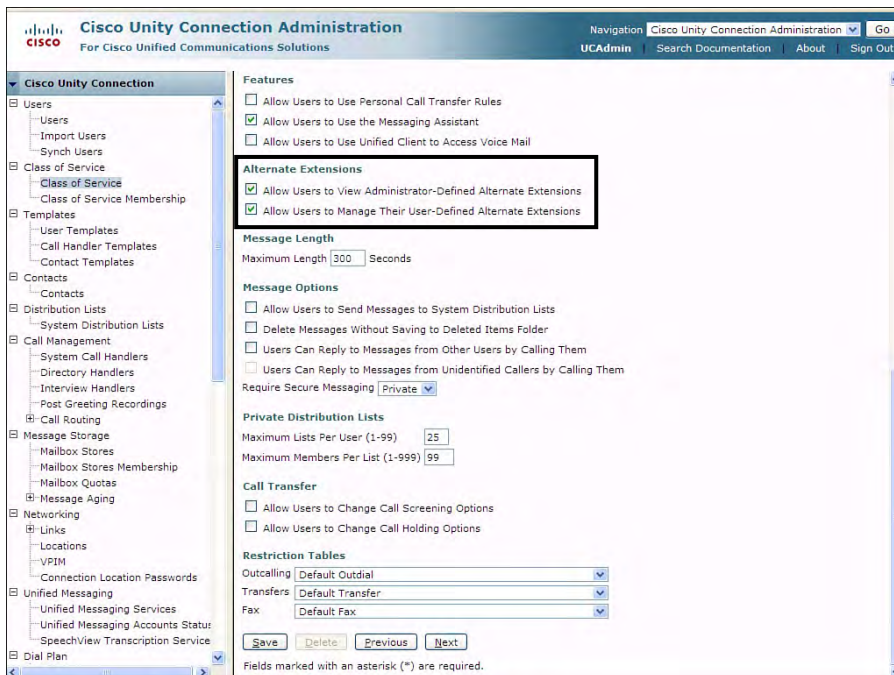 Cisco Unity Connection Administration
For Cisco Unified Communications Solutions
CISCO
Navigation Cisco Unity Connection Administration Go
UCAdmin Search Documentation About Sign Out
Cisco Unity Connection
Users
Users
Import Users
Synch Users
Class of Service
Class of Service
Class of Service Membership
Templates
User Templates
Call Handler Templates
Contact Templates
Contacts
Contacts
Distribution Lists
System Distribution Lists
Call Management
System Call Handlers
Directory Handlers
Interview Handlers
Post Greeting Recordings
Call Routing
Message Storage
Mailbox Stores
Mailbox Stores Membership
Mailbox Quotas
Message Aging
Networking
Links
Locations
VPIM
Connection Location Passwords
Unified Messaging
Unified Messaging Services
Unified Messaging Accounts Status
SpeechView Transcription Service
Dial Plan
Features
Allow Users to Use Personal Call Transfer Rules
Allow Users to Use the Messaging Assistant
Allow Users to Use Unified Client to Access Voice Mail
Alternate Extensions
Allow Users to View Administrator-Defined Alternate Extensions
Allow Users to Manage Their User-Defined Alternate Extensions
Message Length
Maximum Length 300 Seconds
Message Options
Allow Users to Send Messages to System Distribution Lists
Delete Messages Without Saving to Deleted Items Folder
Users Can Reply to Messages from Other Users by Calling Them
Users Can Reply to Messages from Unidentified Callers by Calling Them
Require Secure Messaging Private
Private Distribution Lists
Maximum Lists Per User (1-99) 25
Maximum Members Per List (1-999) 99
Call Transfer
Allow Users to Change Call Screening Options
Allow Users to Change Call Holding Options
Restriction Tables
Outcalling Default Outdial
Transfers Default Transfer
Fax Default Fax
Save Delete Previous Next
Fields marked with an asterisk (*) are required.